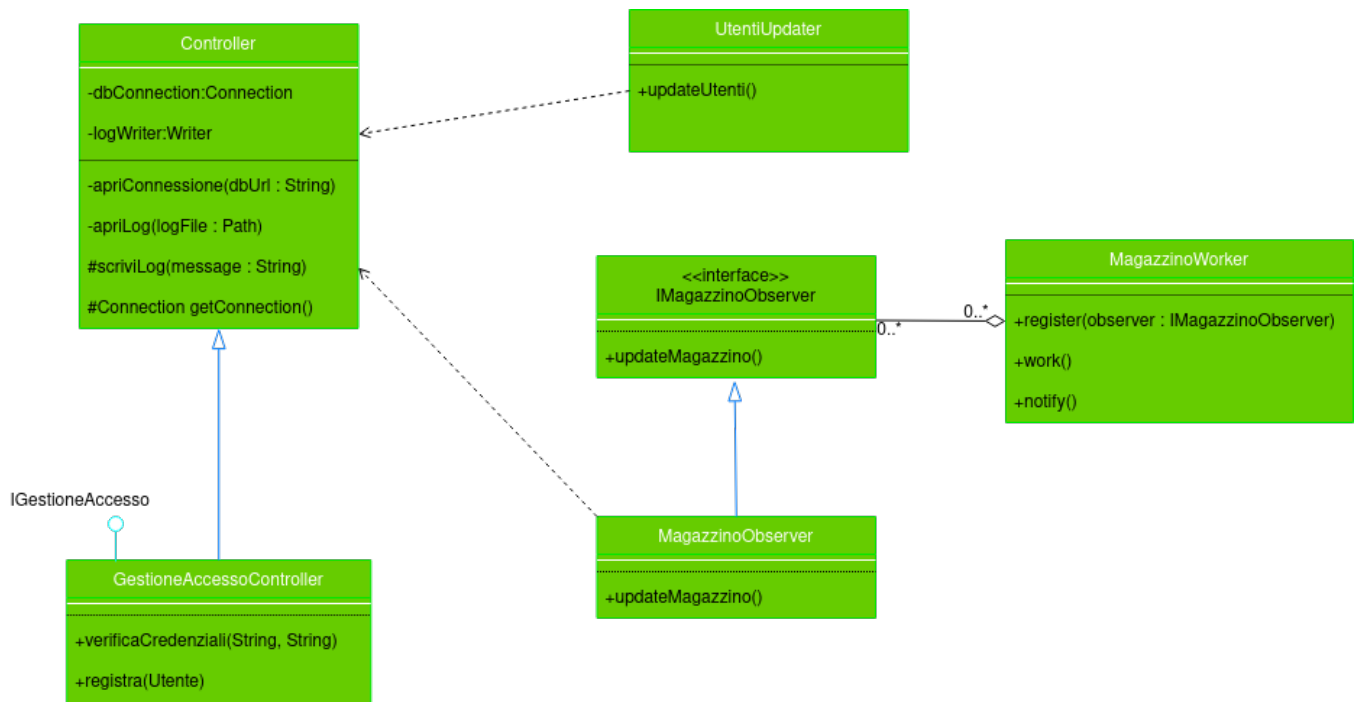 Controller
-dbConnection:Connection
-logWriter:Writer
-apriConnessione(dbUrl : String)
-apriLog(logFile : Path)
#scriviLog(message : String)
#Connection getConnection()
UtentiUpdater
+updateUtenti()
<<interface>>
IMagazzinoObserver
+updateMagazzino()
0..*
0..*
MagazzinoWorker
+register(observer : IMagazzinoObserver)
+work()
+notify()
IGestioneAccesso
GestioneAccessoController
+verificaCredenziali(String, String)
+registra(Utente)
MagazzinoObserver
+updateMagazzino()